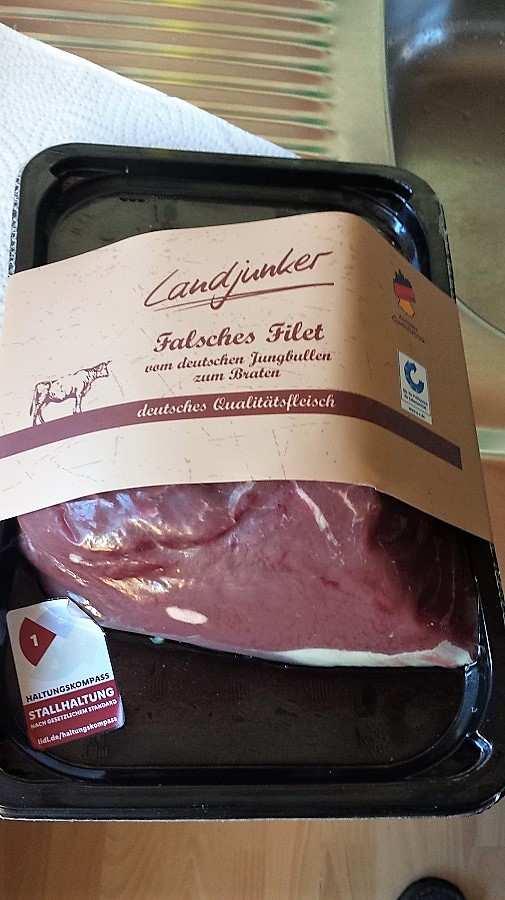 Landjunker
Falsches Filet
vom deutschen Jungbullen
zum Braten
deutsches Qualitätsfleisch
1
HALTUNGSKOMPASS
STALLHALTUNG
NACH GESETZLICHEM STANDARD
lidl.de/haltungskompass